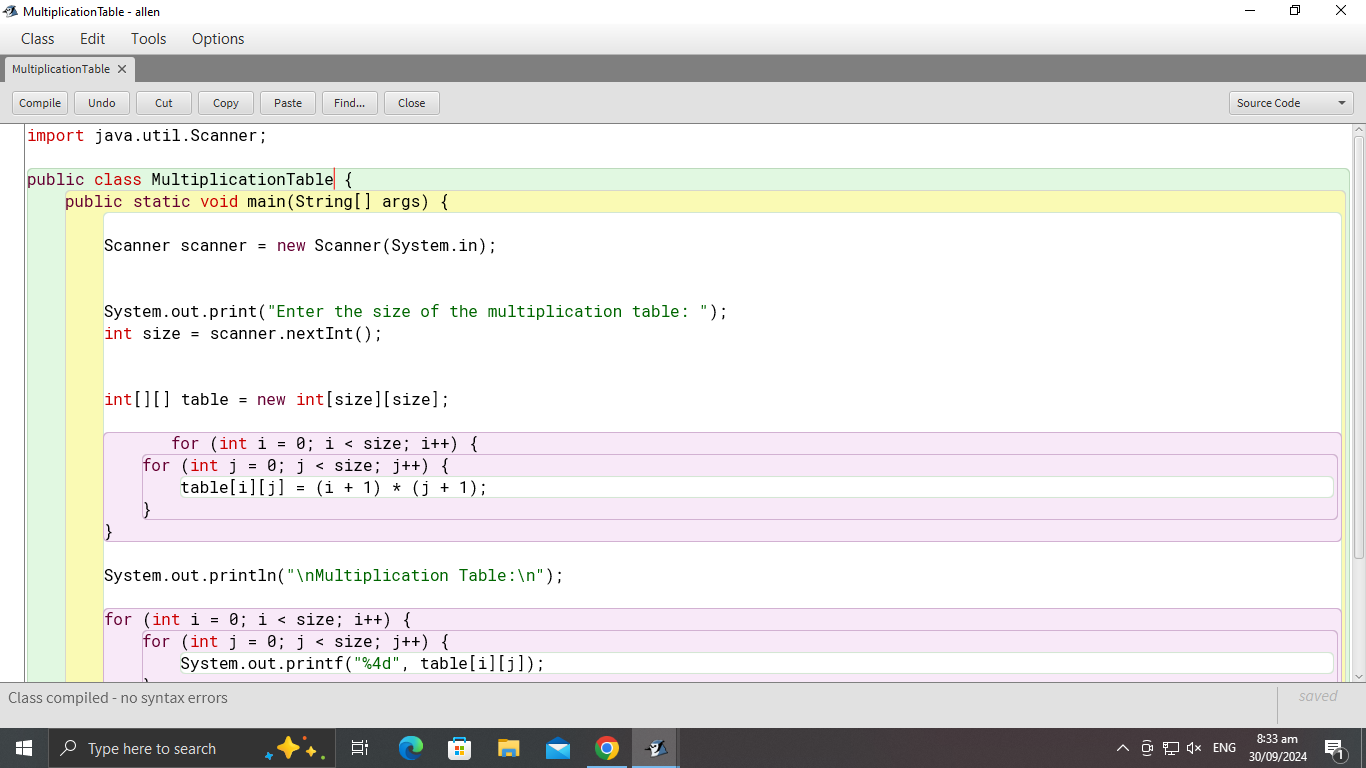 MultiplicationTable - allen
Class Edit Tools Options
MultiplicationTable
Compile Undo Cut Copy Paste Find... Close Source Code
import java.util.Scanner;
public class MultiplicationTable {
public static void main(String[] args) {
Scanner scanner = new Scanner(System.in);
System.out.print("Enter the size of the multiplication table: ");
int size = scanner.nextInt();
int[][] table = new int[size][size];
for (int i = 0; i < size; i++) {
for (int j = 0; j < size; j++) {
table[i][j] = (i + 1) * (j + 1);
}
}
System.out.println("\nMultiplication Table:\n");
for (int i = 0; i < size; i++) {
for (int j = 0; j < size; j++) {
System.out.printf("%4d", table[i][j]);
Class compiled - no syntax errors
saved
Type here to search
ENG
8:33 am
30/09/2024
1